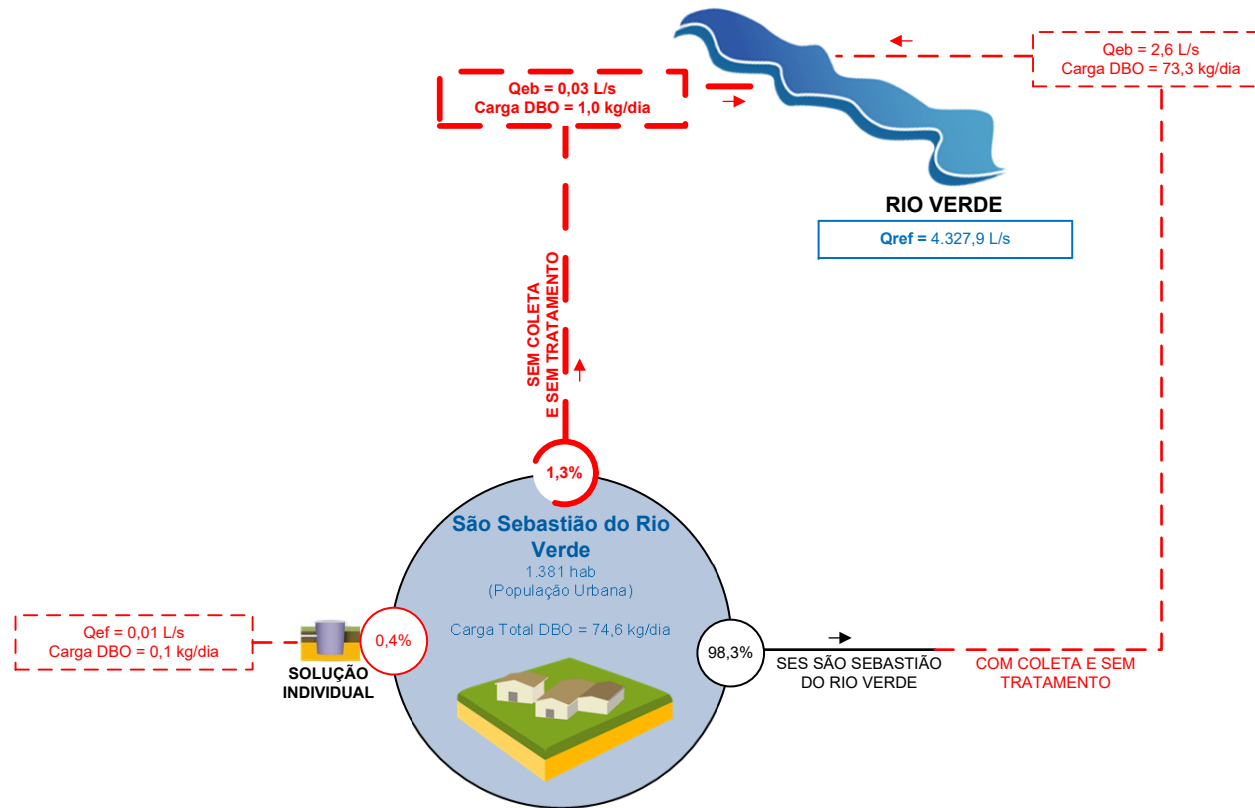 Qeb = 2,6 L/s
Carga DBO = 73,3 kg/dia
Qeb = 0,03 L/s
Carga DBO = 1,0 kg/dia
RIO VERDE
Qref = 4.327,9 L/s
SEM COLETA
E SEM TRATAMENTO
1,3%
São Sebastião do Rio
Verde
1.381 hab
(População Urbana)
Carga Total DBO = 74,6 kg/dia
Qef = 0,01 L/s
Carga DBO = 0,1 kg/dia
SOLUÇÃO
INDIVIDUAL
0,4%
98,3%
SES SÃO SEBASTIÃO
DO RIO VERDE
COM COLETA E SEM
TRATAMENTO